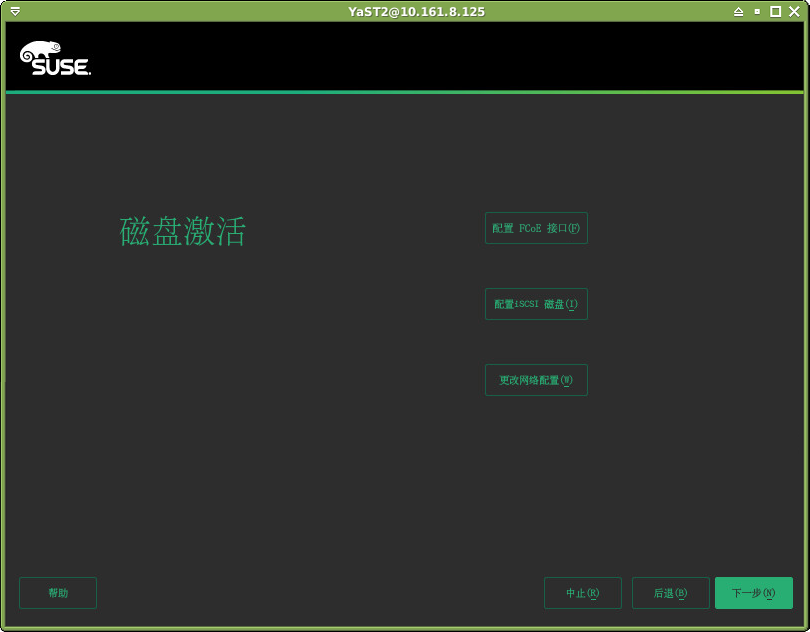 YaST2@10.161.8.125
SUSE
磁盘激活
配置 FCoE 接口(F)
配置iSCSI 磁盘(I)
更改网络配置(W)
帮助
中止(R)
后退(B)
下一步(N)